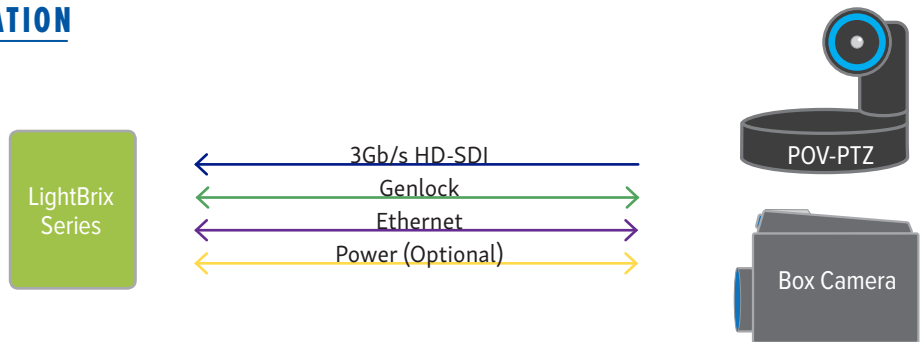 ATION
3Gb/s HD-SDI
Genlock
Ethernet
Power (Optional)
LightBrix
Series
POV-PTZ
Box Camera